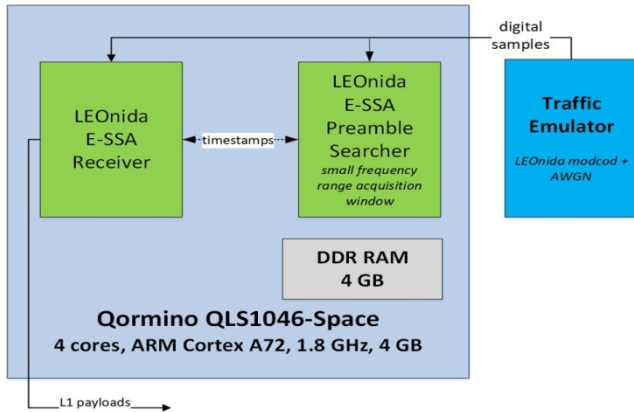 digital
samples
LEOnida
E-SSA
Receiver
timestamps
LEOnida
E-SSA
Preamble
Searcher
small frequency
range acquisition
window
Traffic
Emulator
LEOnida modcod +
AWGN
DDR RAM
4 GB
Qormino QLS1046-Space
4 cores, ARM Cortex A72, 1.8 GHz, 4 GB
L1 payloads